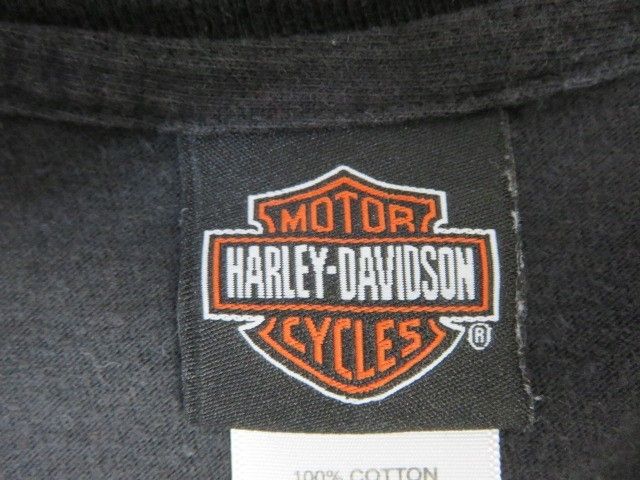 MOTOR
HARLEY-DAVIDSON
CYCLES ®
100% COTTON